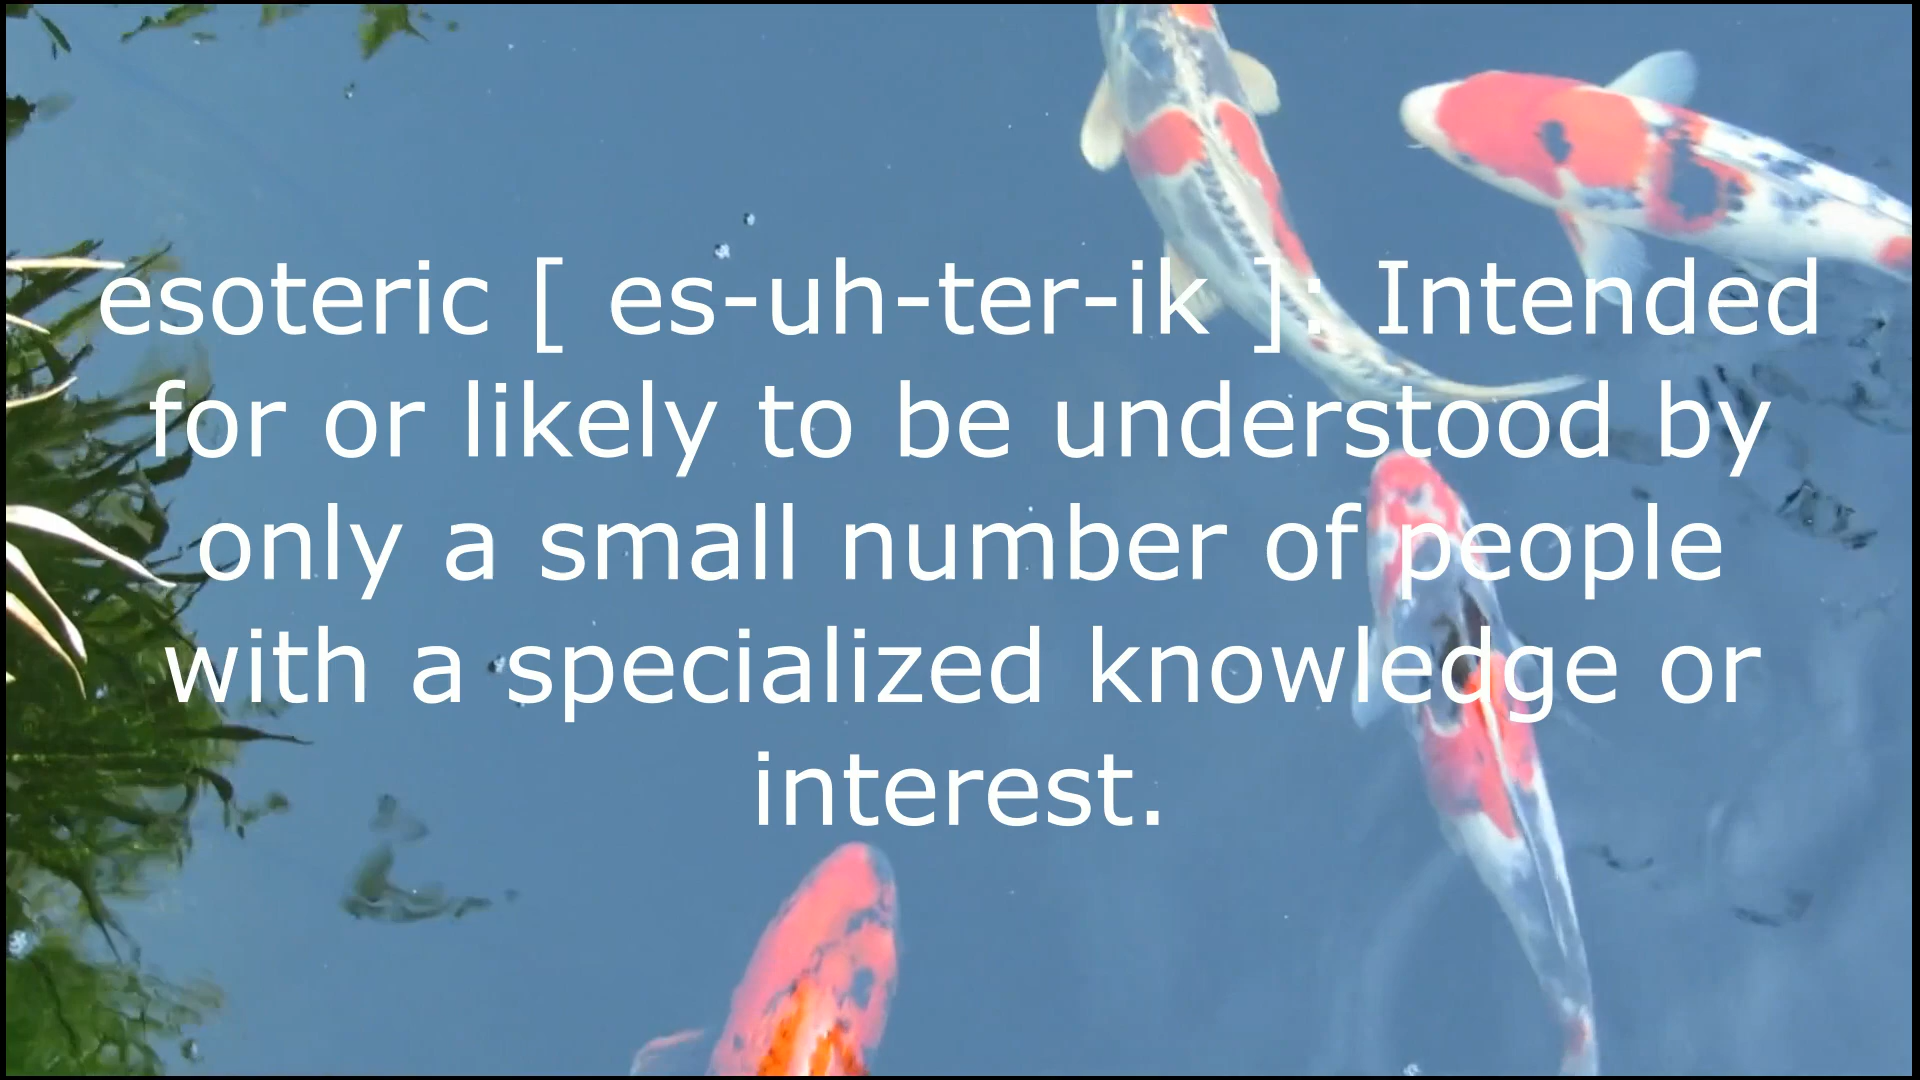 esoteric [ es-uh-ter-ik ]: Intended
for or likely to be understood by
only a small number of people
with a specialized knowledge or
interest.